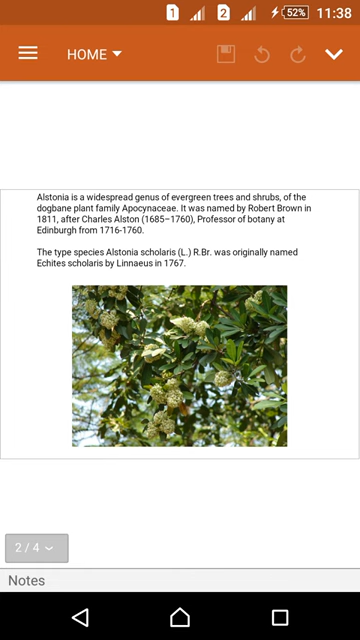 1 2 52% 11:38
HOME
Alstonia is a widespread genus of evergreen trees and shrubs, of the
dogbane plant family Apocynaceae. It was named by Robert Brown in
1811, after Charles Alston (1685–1760), Professor of botany at
Edinburgh from 1716-1760.
The type species Alstonia scholaris (L.) R.Br. was originally named
Echites scholaris by Linnaeus in 1767.
2 / 4
Notes